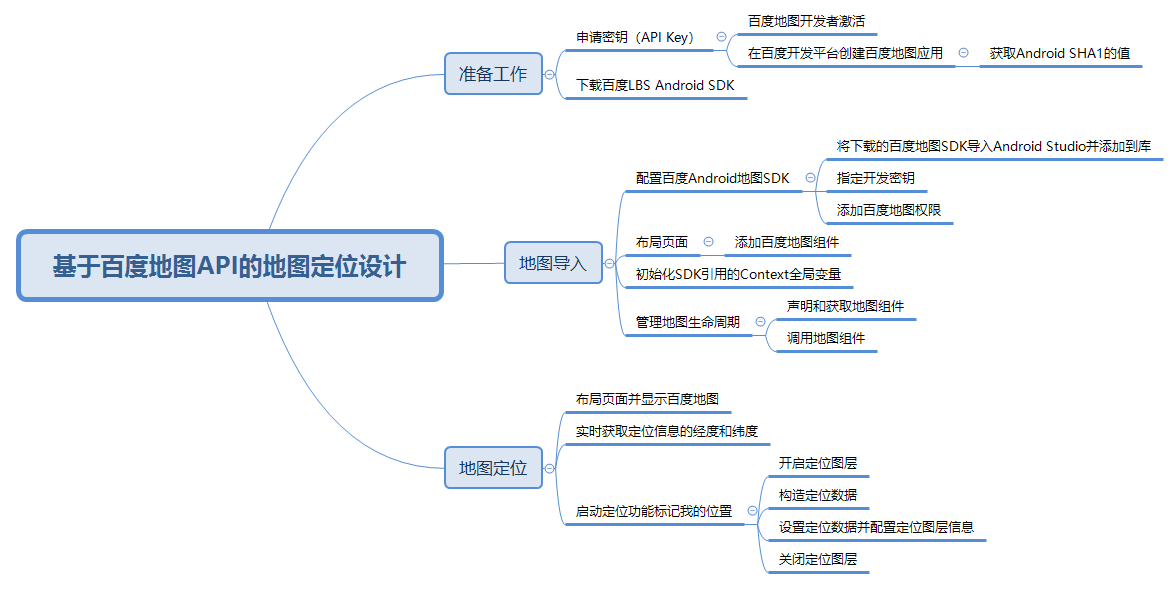 基于百度地图API的地图定位设计
准备工作
申请密钥（API Key）
百度地图开发者激活
在百度开发平台创建百度地图应用
获取Android SHA1的值
下载百度LBS Android SDK
地图导入
配置百度Android地图SDK
将下载的百度地图SDK导入Android Studio并添加到库
指定开发密钥
添加百度地图权限
布局页面
添加百度地图组件
初始化SDK引用的Context全局变量
管理地图生命周期
声明和获取地图组件
调用地图组件
地图定位
布局页面并显示百度地图
实时获取定位信息的经度和纬度
启动定位功能标记我的位置
开启定位图层
构造定位数据
设置定位数据并配置定位图层信息
关闭定位图层